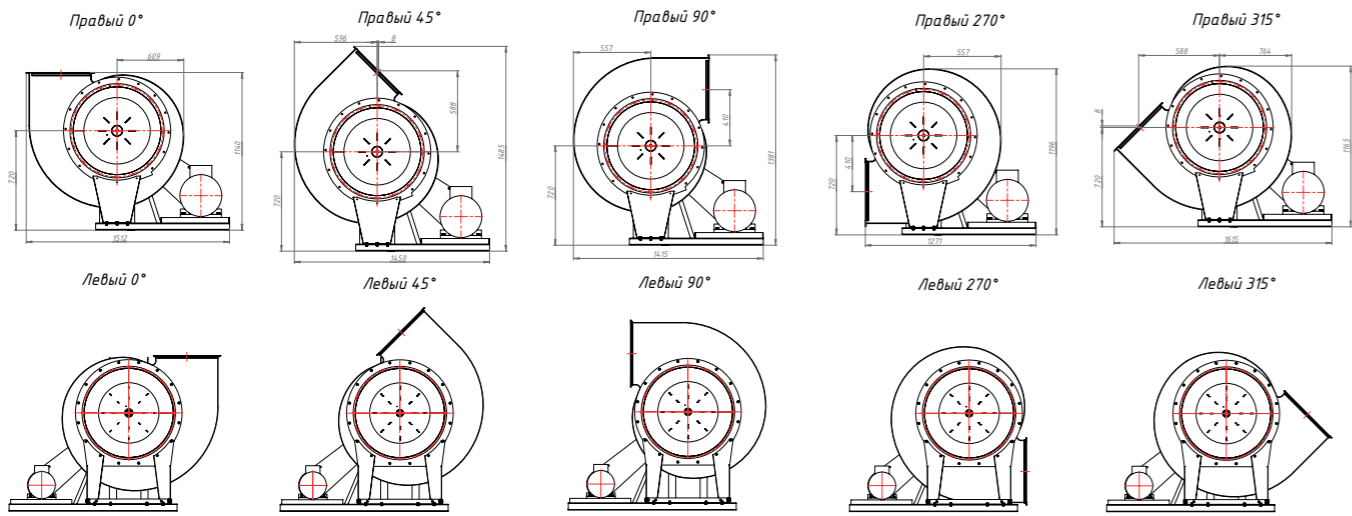 Правый 0°
Правый 45°
Правый 90°
Правый 270°
Правый 315°
609
1140
720
1512
596
8
588
1485
720
1450
557
410
1381
720
1415
557
410
720
1196
1271
588
764
8
720
1165
1615
Левый 0°
Левый 45°
Левый 90°
Левый 270°
Левый 315°